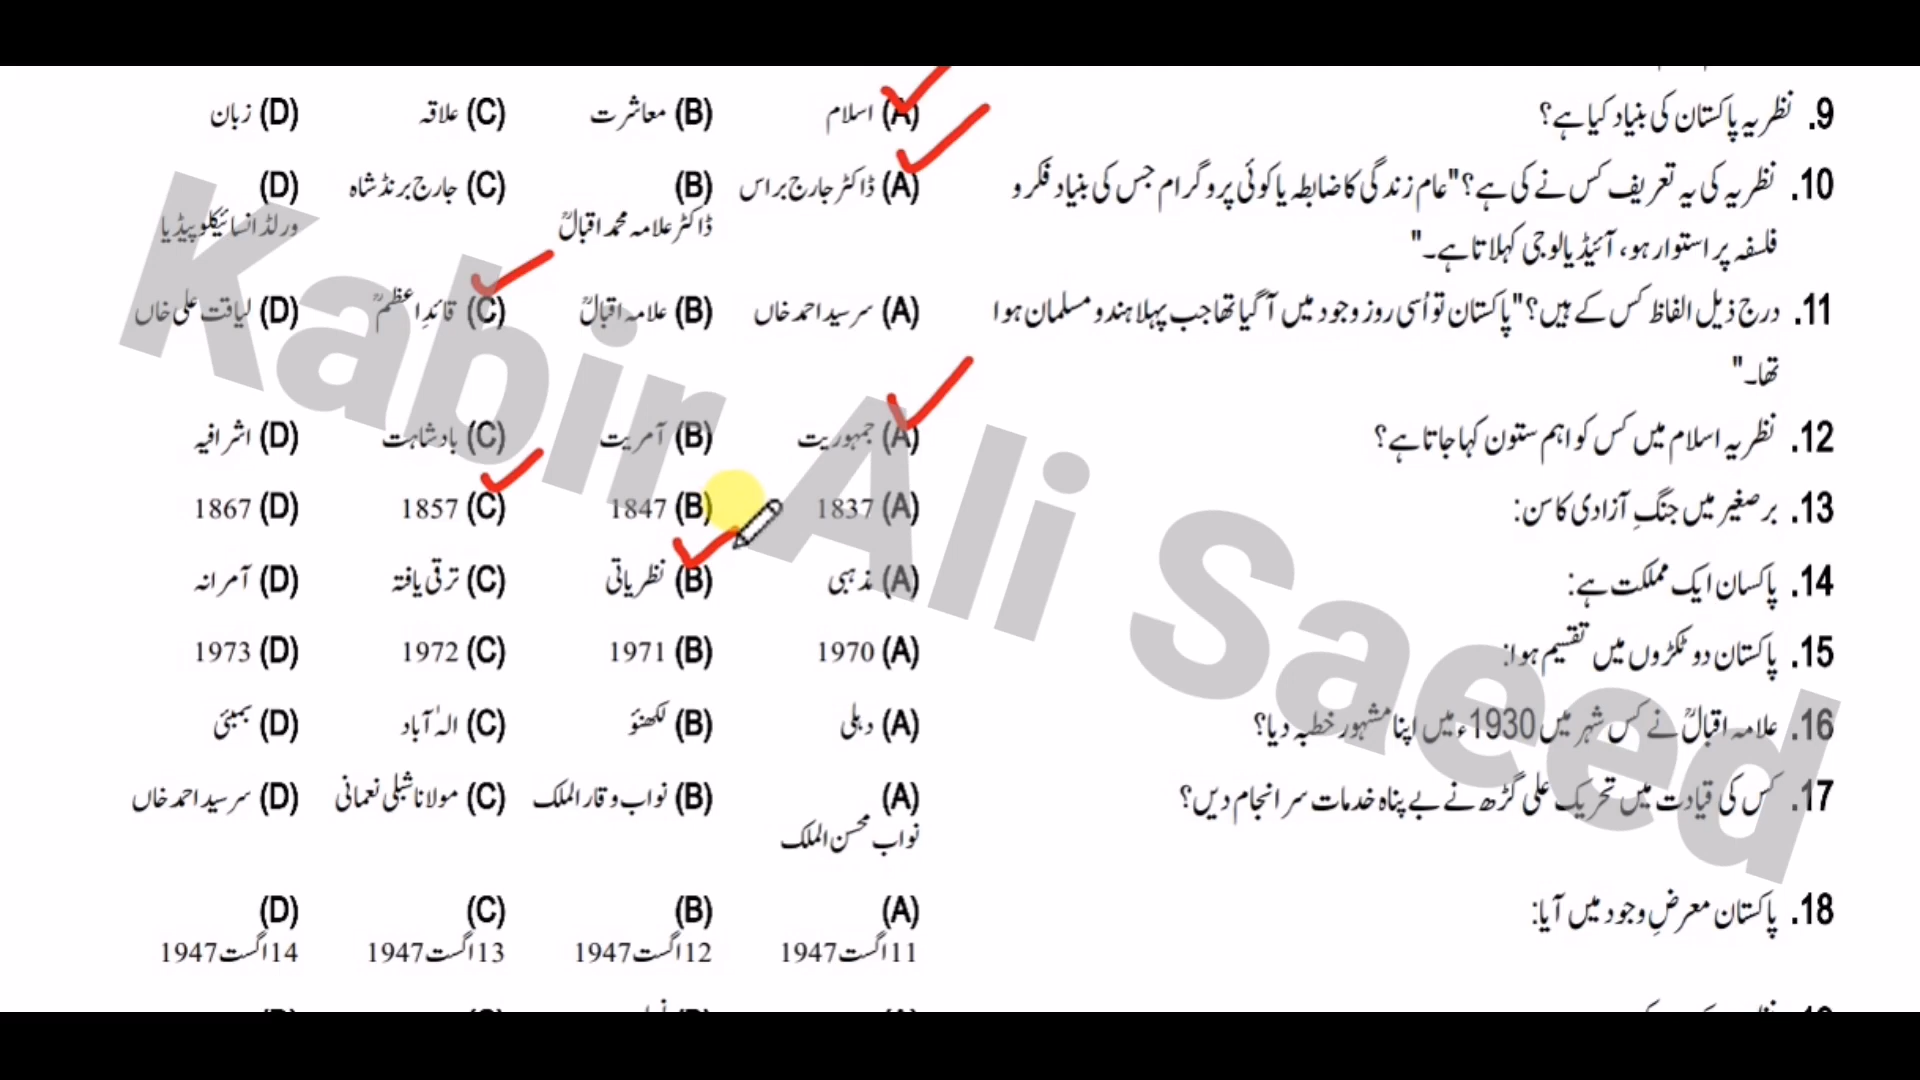 9. نظریہ پاکستان کی بنیاد کیا ہے؟ (A) اسلام (B) معاشرت (C) علاقہ (D) زبان
10. نظریہ کی یہ تعریف کس نے کی ہے؟ "عام زندگی کا ضابطہ یا کوئی پروگرام جس کی بنیاد فکر و (A) ڈاکٹر جارج براس (B) (C) جارج برنڈ شاہ (D)
ڈاکٹر علامہ محمد اقبالؒ ورلڈ انسائیکلوپیڈیا
فلسفہ پر استوار ہو، آئیڈیالوجی کہلاتا ہے۔"
11. درج ذیل الفاظ کس کے ہیں؟ "پاکستان تو اُسی روز وجود میں آ گیا تھا جب پہلا ہندو مسلمان ہوا (A) سرسید احمد خاں (B) علامہ اقبالؒ (C) قائدِ اعظمؒ (D) لیاقت علی خاں
تھا۔"
12. نظریہ اسلام میں کس کو اہم ستون کہا جاتا ہے؟ (A) جمہوریت (B) آمریت (C) بادشاہت (D) اشرافیہ
13. برصغیر میں جنگِ آزادی کا سن: (A) 1837 (B) 1847 (C) 1857 (D) 1867
14. پاکسان ایک مملکت ہے: (A) مذہبی (B) نظریاتی (C) ترقی یافتہ (D) آمرانہ
15. پاکستان دو ٹکڑوں میں تقسیم ہوا: (A) 1970 (B) 1971 (C) 1972 (D) 1973
16. علامہ اقبالؒ نے کس شہر میں 1930ء میں اپنا مشہور خطبہ دیا؟ (A) دہلی (B) لکھنؤ (C) الہٰ آباد (D) بمبئی
17. کس کی قیادت میں تحریک علی گڑھ نے بے پناہ خدمات سرانجام دیں؟ (A) (B) نواب وقار الملک (C) مولانا شبلی نعمانی (D) سرسید احمد خاں
نواب محسن الملک
18. پاکستان معرضِ وجود میں آیا: (A) (B) (C) (D)
11 اگست 1947 12 اگست 1947 13 اگست 1947 14 اگست 1947
Kabir Ali Saeed